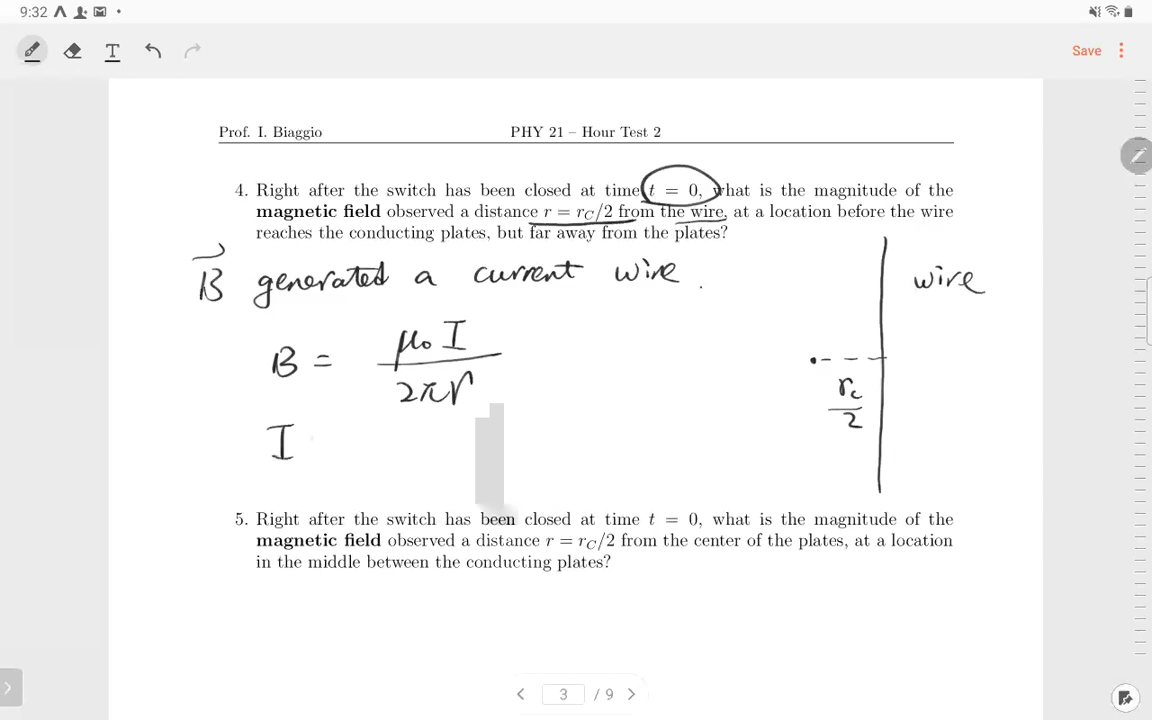 9:32
Save
Prof. I. Biaggio PHY 21 – Hour Test 2
4. Right after the switch has been closed at time t = 0, what is the magnitude of the
magnetic field observed a distance r = rC/2 from the wire, at a location before the wire
reaches the conducting plates, but far away from the plates?
B⃗ generated a current wire.
wire
B = μ₀I / 2πr
rc/2
I
5. Right after the switch has been closed at time t = 0, what is the magnitude of the
magnetic field observed a distance r = rC/2 from the center of the plates, at a location
in the middle between the conducting plates?
3 / 9